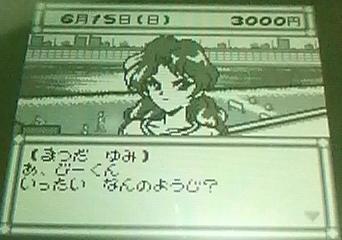 6月15日(日) 3000円
(まつだ ゆみ)
あ、びーくん
いったい なんのようじ?